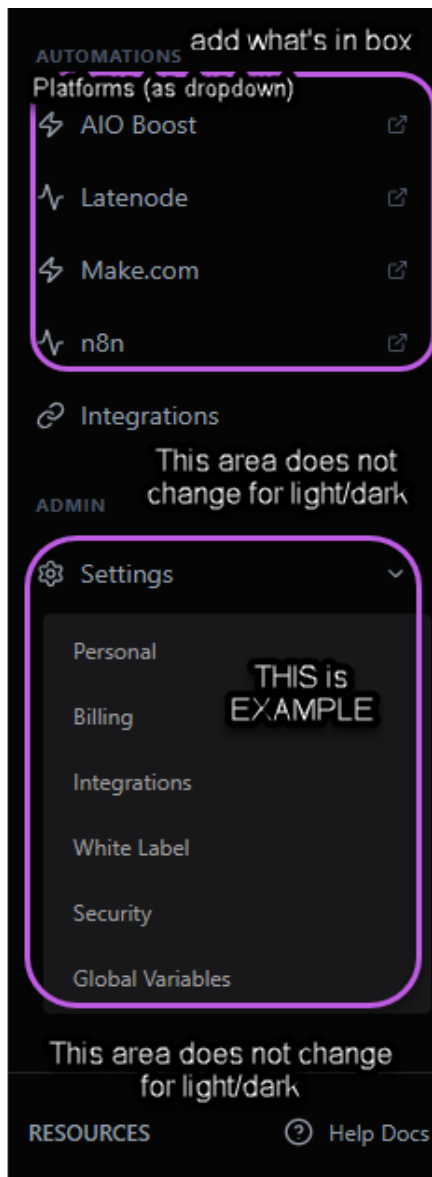 add what's in box
AUTOMATIONS
Platforms (as dropdown)
AIO Boost
Latenode
Make.com
n8n
Integrations
This area does not
change for light/dark
ADMIN
Settings
Personal
THIS is
EXAMPLE
Billing
Integrations
White Label
Security
Global Variables
This area does not change
for light/dark
RESOURCES Help Docs